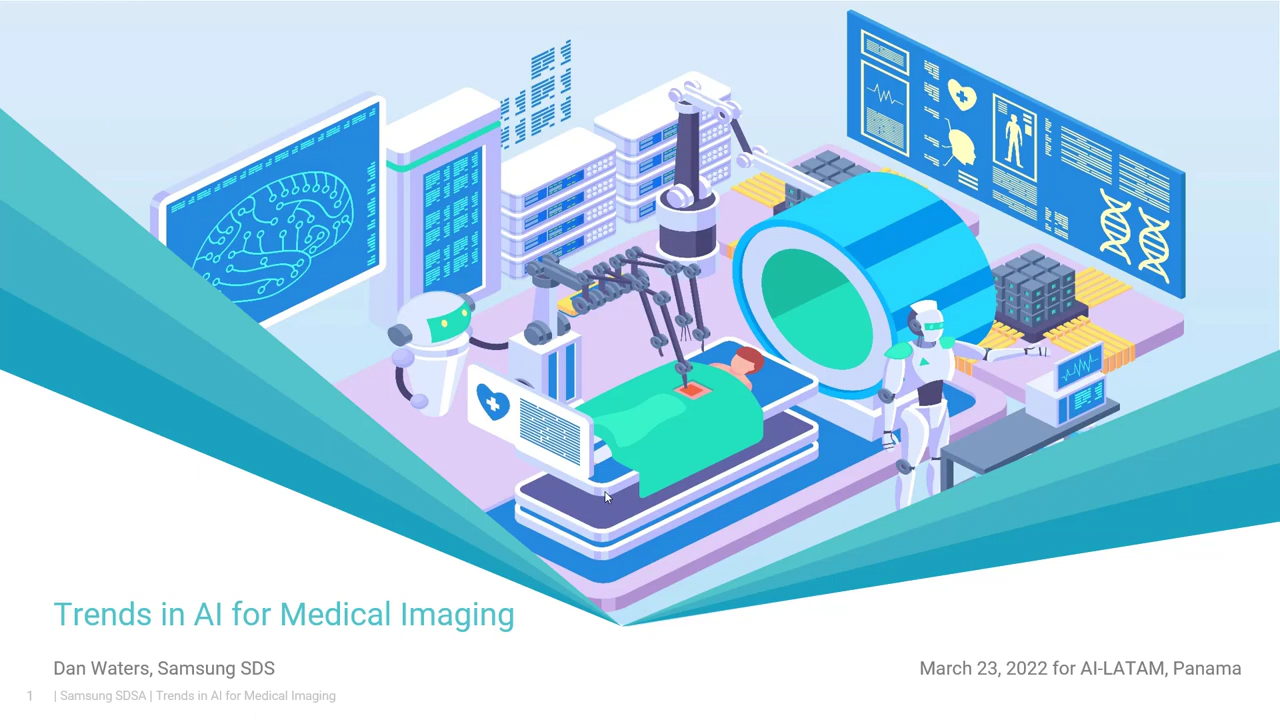 Trends in AI for Medical Imaging
Dan Waters, Samsung SDS
March 23, 2022 for AI-LATAM, Panama
1 | Samsung SDSA | Trends in AI for Medical Imaging